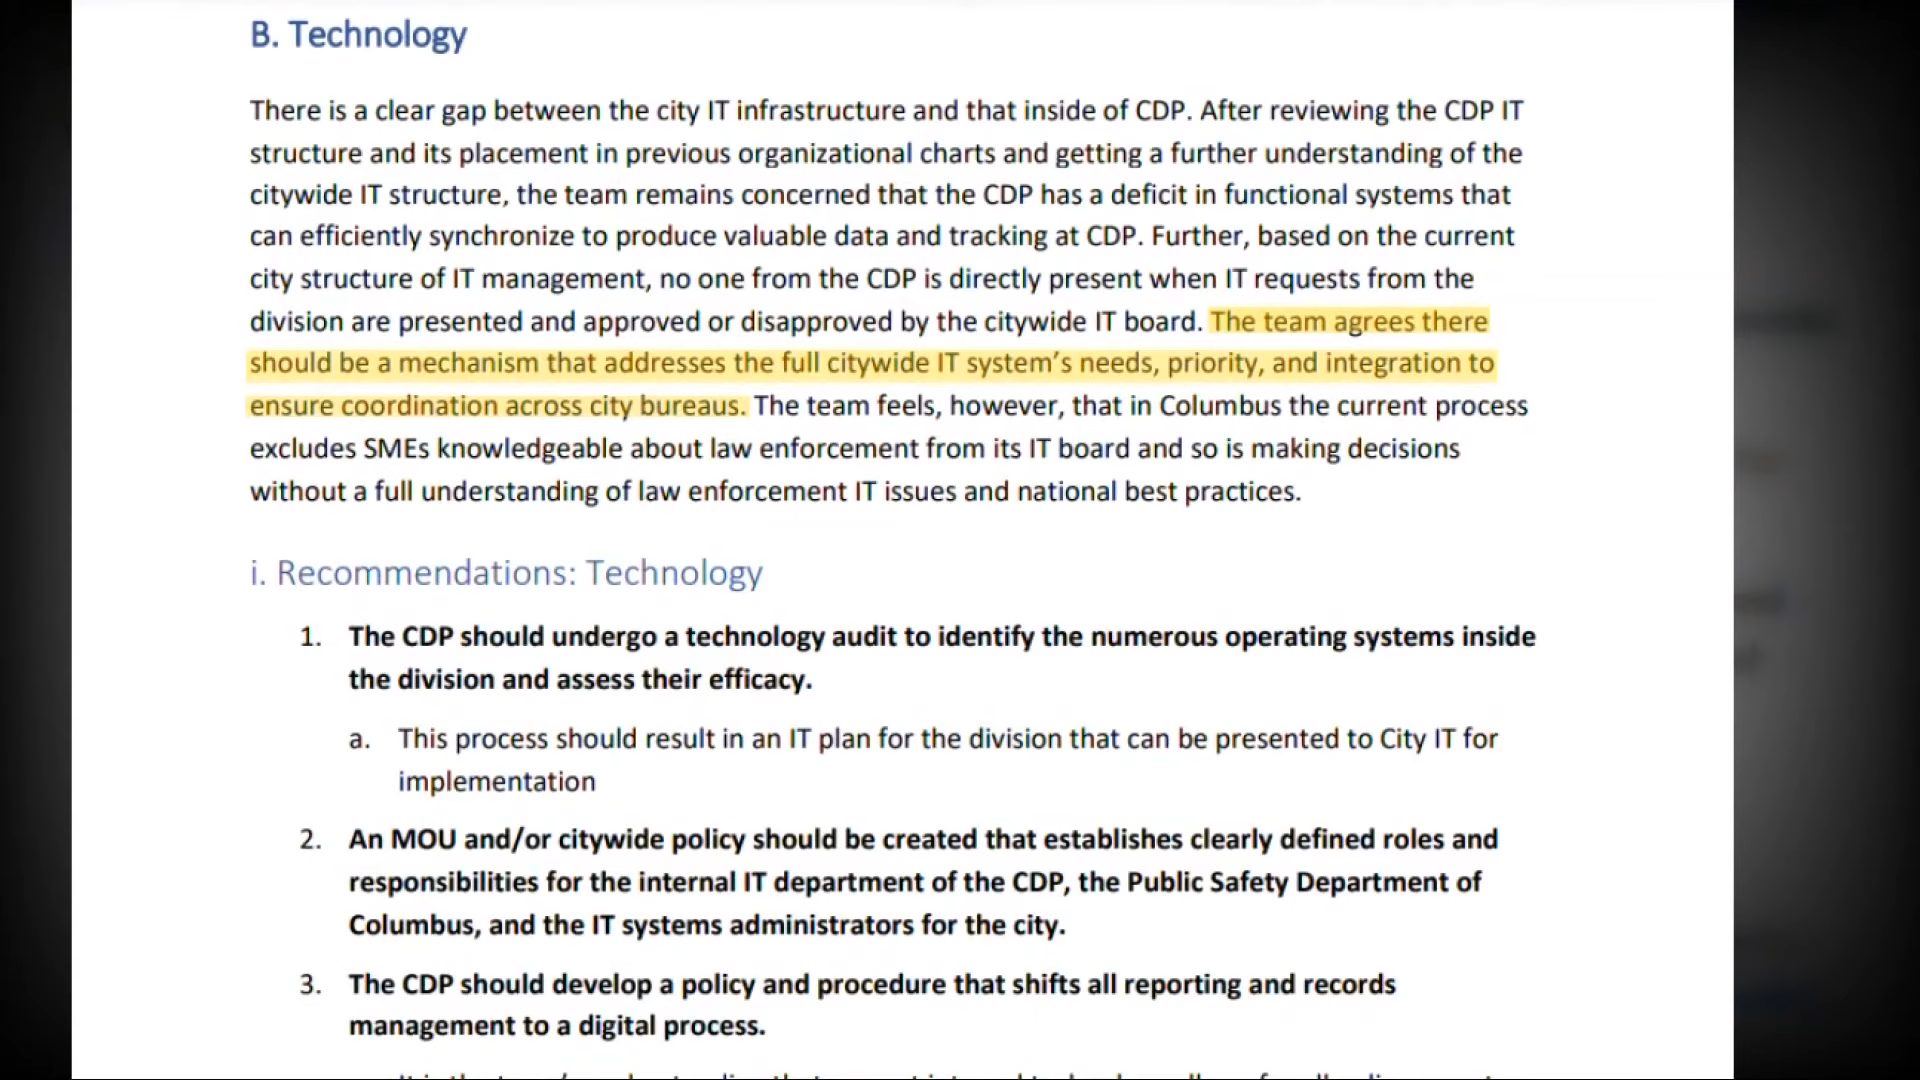 B. Technology
There is a clear gap between the city IT infrastructure and that inside of CDP. After reviewing the CDP IT
structure and its placement in previous organizational charts and getting a further understanding of the
citywide IT structure, the team remains concerned that the CDP has a deficit in functional systems that
can efficiently synchronize to produce valuable data and tracking at CDP. Further, based on the current
city structure of IT management, no one from the CDP is directly present when IT requests from the
division are presented and approved or disapproved by the citywide IT board. The team agrees there
should be a mechanism that addresses the full citywide IT system’s needs, priority, and integration to
ensure coordination across city bureaus. The team feels, however, that in Columbus the current process
excludes SMEs knowledgeable about law enforcement from its IT board and so is making decisions
without a full understanding of law enforcement IT issues and national best practices.
i. Recommendations: Technology
1. The CDP should undergo a technology audit to identify the numerous operating systems inside
the division and assess their efficacy.
a. This process should result in an IT plan for the division that can be presented to City IT for
implementation
2. An MOU and/or citywide policy should be created that establishes clearly defined roles and
responsibilities for the internal IT department of the CDP, the Public Safety Department of
Columbus, and the IT systems administrators for the city.
3. The CDP should develop a policy and procedure that shifts all reporting and records
management to a digital process.